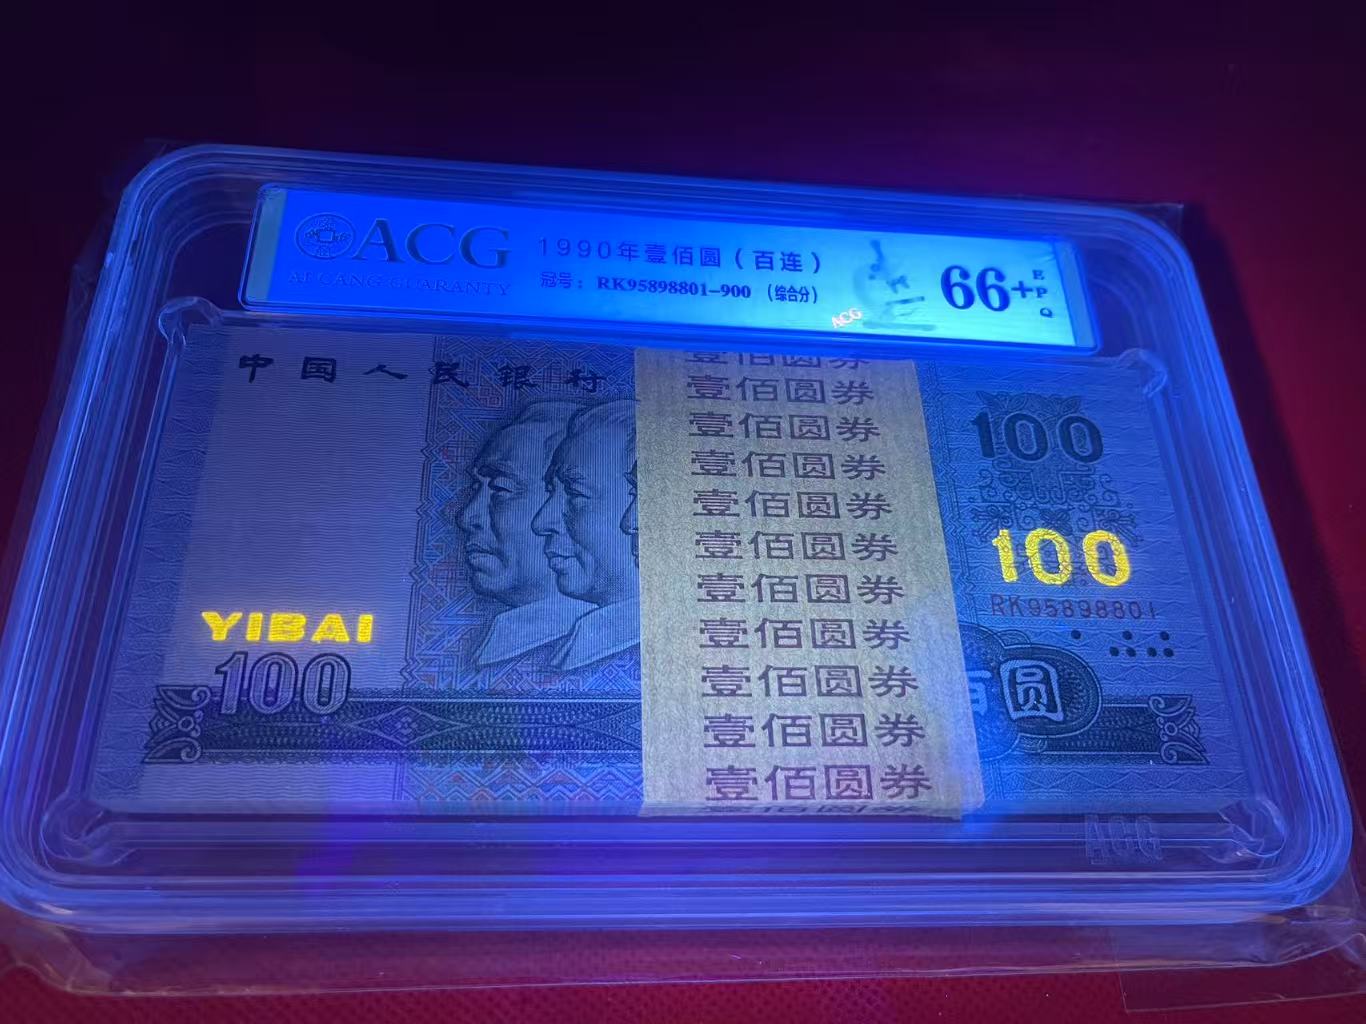 ACG
AI CANG GUARANTY
1990年壹佰圆（百连）
冠号：RK95898801-900（综合分）
ACG
66+
EPQ
中国人民银行
壹佰圆券
壹佰圆券
壹佰圆券
壹佰圆券
壹佰圆券
壹佰圆券
壹佰圆券
壹佰圆券
壹佰圆券
壹佰圆券
壹佰圆券
100
100
RK95898801
YIBAI
100
佰圆
ACG